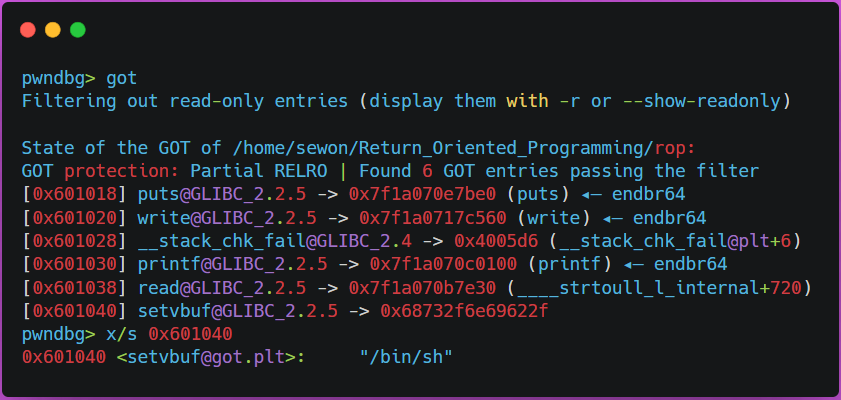 pwndbg> got
Filtering out read-only entries (display them with -r or --show-readonly)
State of the GOT of /home/sewon/Return_Oriented_Programming/rop:
GOT protection: Partial RELRO | Found 6 GOT entries passing the filter
[0x601018] puts@GLIBC_2.2.5 -> 0x7f1a070e7be0 (puts) ◂— endbr64
[0x601020] write@GLIBC_2.2.5 -> 0x7f1a0717c560 (write) ◂— endbr64
[0x601028] __stack_chk_fail@GLIBC_2.4 -> 0x4005d6 (__stack_chk_fail@plt+6)
[0x601030] printf@GLIBC_2.2.5 -> 0x7f1a070c0100 (printf) ◂— endbr64
[0x601038] read@GLIBC_2.2.5 -> 0x7f1a070b7e30 (____strtoull_l_internal+720)
[0x601040] setvbuf@GLIBC_2.2.5 -> 0x68732f6e69622f
pwndbg> x/s 0x601040
0x601040 <setvbuf@got.plt>:     "/bin/sh"